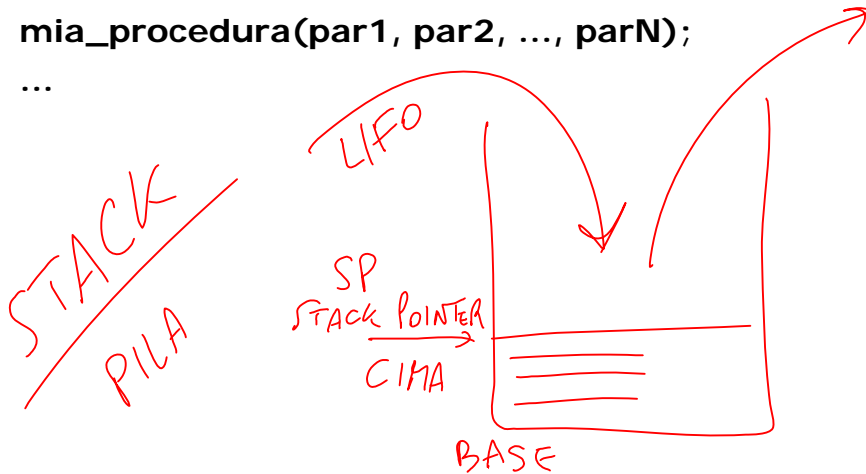 mia_procedura(par1, par2, ..., parN);
...
LIFO
STACK
PILA
SP
STACK POINTER
CIMA
BASE